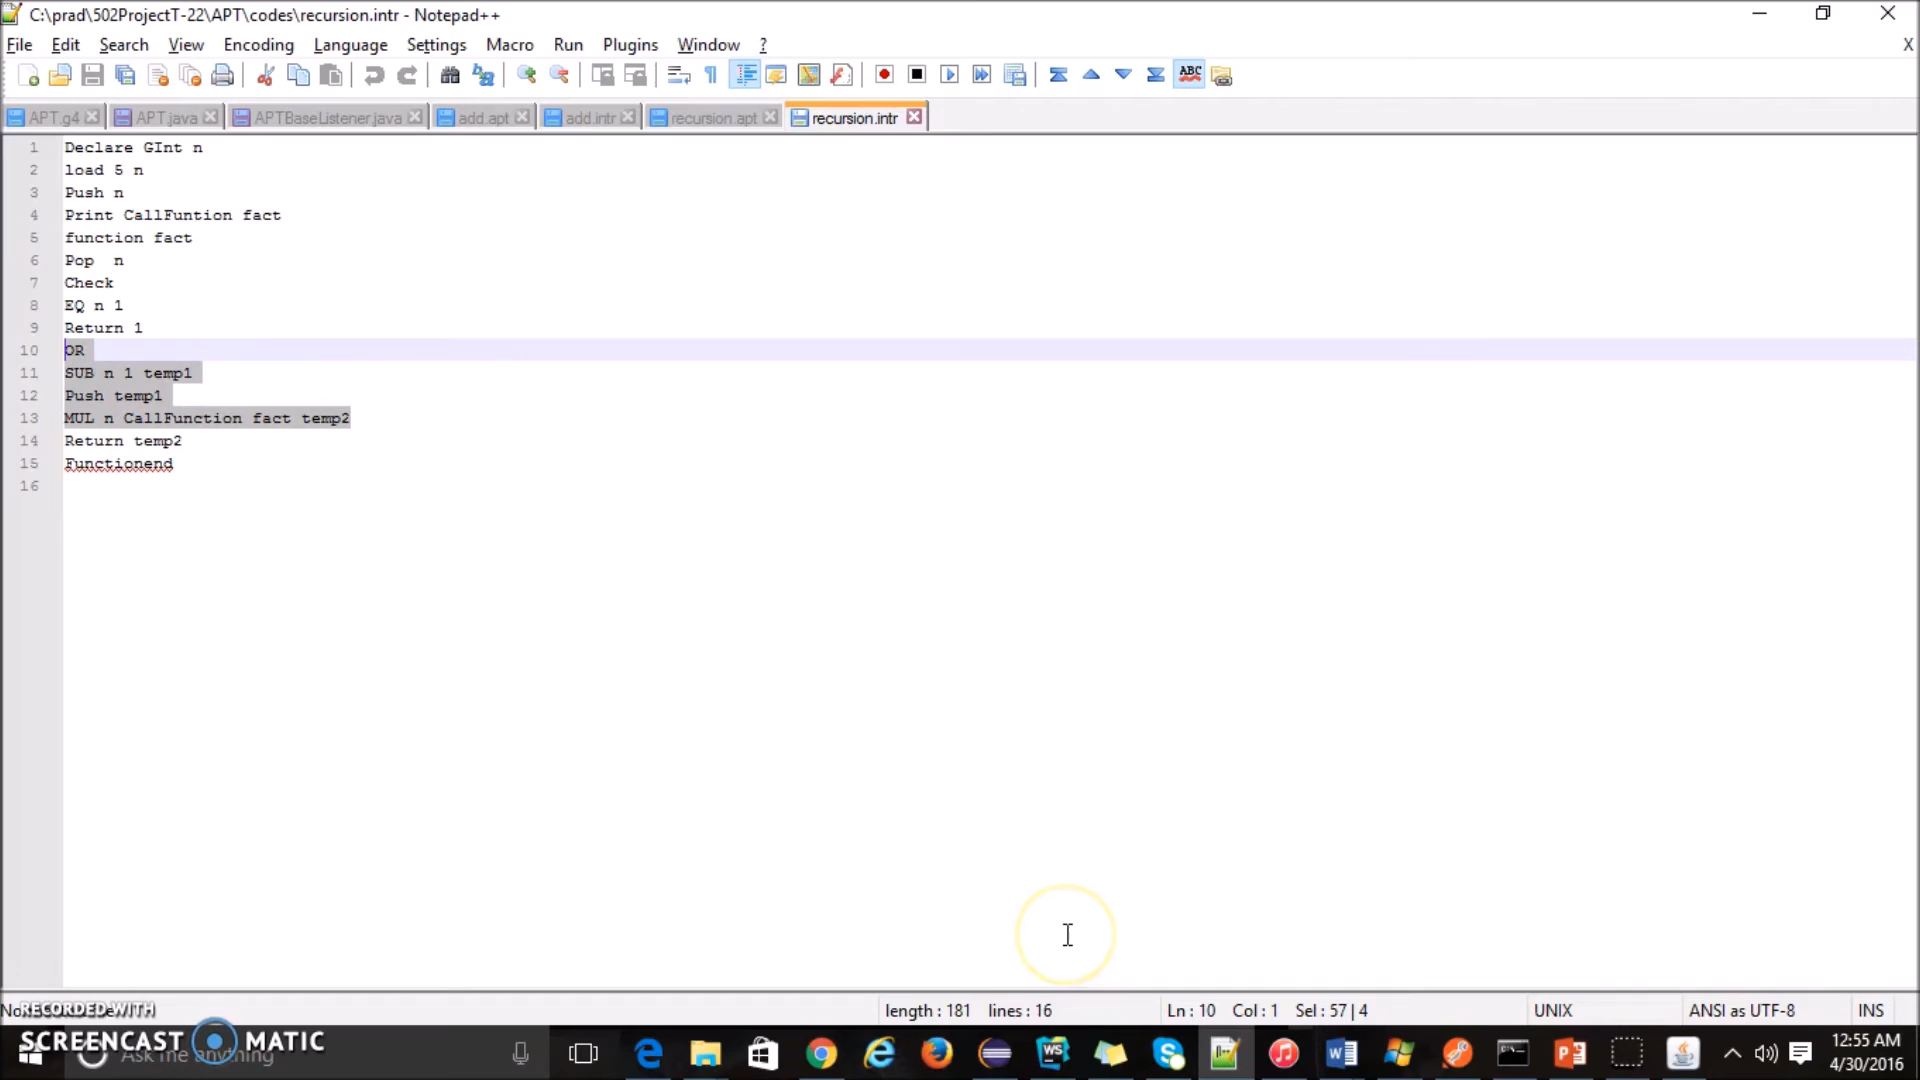 C:\prad\502ProjectT-22\APT\codes\recursion.intr - Notepad++
File Edit Search View Encoding Language Settings Macro Run Plugins Window ? X
APT.g4 APT.java APTBaseListener.java add.apt add.intr recursion.apt recursion.intr
1 Declare GInt n
2 load 5 n
3 Push n
4 Print CallFuntion fact
5 function fact
6 Pop  n
7 Check
8 EQ n 1
9 Return 1
10 OR
11 SUB n 1 temp1
12 Push temp1
13 MUL n CallFunction fact temp2
14 Return temp2
15 Functionend
16
length : 181 lines : 16 Ln : 10 Col : 1 Sel : 57 | 4 UNIX ANSI as UTF-8 INS
RECORDED WITH
SCREENCAST MATIC
Ask me anything
12:55 AM
4/30/2016